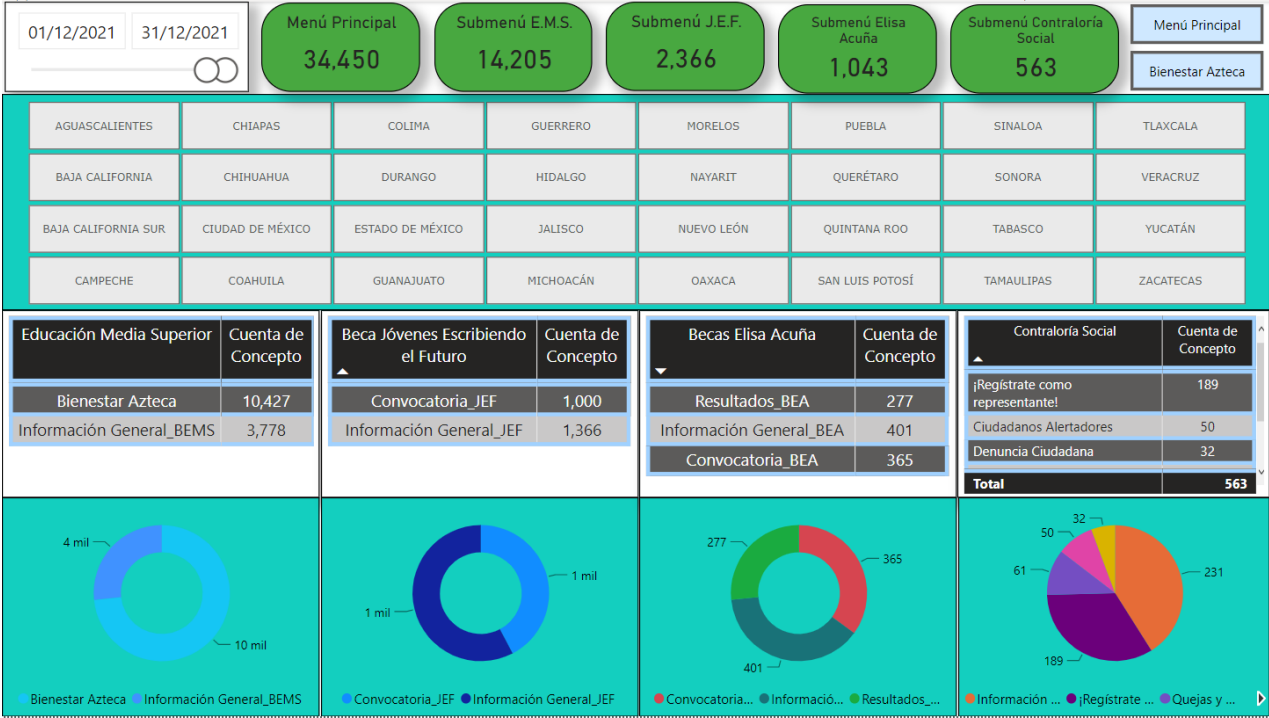 01/12/2021 31/12/2021
Menú Principal
34,450
Submenú E.M.S.
14,205
Submenú J.E.F.
2,366
Submenú Elisa
Acuña
1,043
Submenú Contraloría
Social
563
Menú Principal
Bienestar Azteca
AGUASCALIENTES CHIAPAS COLIMA GUERRERO MORELOS PUEBLA SINALOA TLAXCALA
BAJA CALIFORNIA CHIHUAHUA DURANGO HIDALGO NAYARIT QUERÉTARO SONORA VERACRUZ
BAJA CALIFORNIA SUR CIUDAD DE MÉXICO ESTADO DE MÉXICO JALISCO NUEVO LEÓN QUINTANA ROO TABASCO YUCATÁN
CAMPECHE COAHUILA GUANAJUATO MICHOACÁN OAXACA SAN LUIS POTOSÍ TAMAULIPAS ZACATECAS
Educación Media Superior Cuenta de
Concepto
Bienestar Azteca 10,427
Información General_BEMS 3,778
Beca Jóvenes Escribiendo Cuenta de
el Futuro Concepto
Convocatoria_JEF 1,000
Información General_JEF 1,366
Becas Elisa Acuña Cuenta de
Concepto
Resultados_BEA 277
Información General_BEA 401
Convocatoria_BEA 365
Contraloría Social Cuenta de
Concepto
¡Regístrate como 189
representante!
Ciudadanos Alertadores 50
Denuncia Ciudadana 32
Total 563
4 mil
10 mil
Bienestar Azteca Información General_BEMS
1 mil
1 mil
Convocatoria_JEF Información General_JEF
277
365
401
Convocatoria... Informació... Resultados_...
32
50
61
231
189
Información ... ¡Regístrate ... Quejas y ...